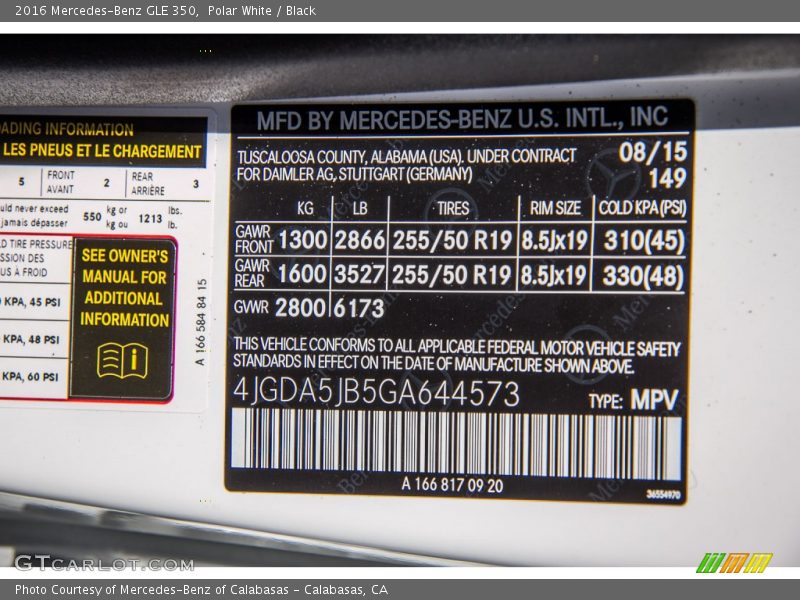 2016 Mercedes-Benz GLE 350, Polar White / Black
OADING INFORMATION
LES PNEUS ET LE CHARGEMENT
5 FRONT AVANT 2 REAR ARRIÈRE 3
uld never exceed 550 kg or 1213 lbs.
jamais dépasser kg ou lb.
D TIRE PRESSURE
SSION DES
US À FROID
KPA, 45 PSI
KPA, 48 PSI
KPA, 60 PSI
SEE OWNER'S
MANUAL FOR
ADDITIONAL
INFORMATION
A 166 584 84 15
MFD BY MERCEDES-BENZ U.S. INTL., INC
TUSCALOOSA COUNTY, ALABAMA (USA). UNDER CONTRACT 08/15
FOR DAIMLER AG, STUTTGART (GERMANY) 149
KG LB TIRES RIM SIZE COLD KPA(PSI)
GAWR FRONT 1300 2866 255/50 R19 8.5Jx19 310(45)
GAWR REAR 1600 3527 255/50 R19 8.5Jx19 330(48)
GVWR 2800 6173
THIS VEHICLE CONFORMS TO ALL APPLICABLE FEDERAL MOTOR VEHICLE SAFETY
STANDARDS IN EFFECT ON THE DATE OF MANUFACTURE SHOWN ABOVE.
4JGDA5JB5GA644573 TYPE: MPV
A 166 817 09 20
36554970
GTCARLOT.COM
Photo Courtesy of Mercedes-Benz of Calabasas - Calabasas, CA